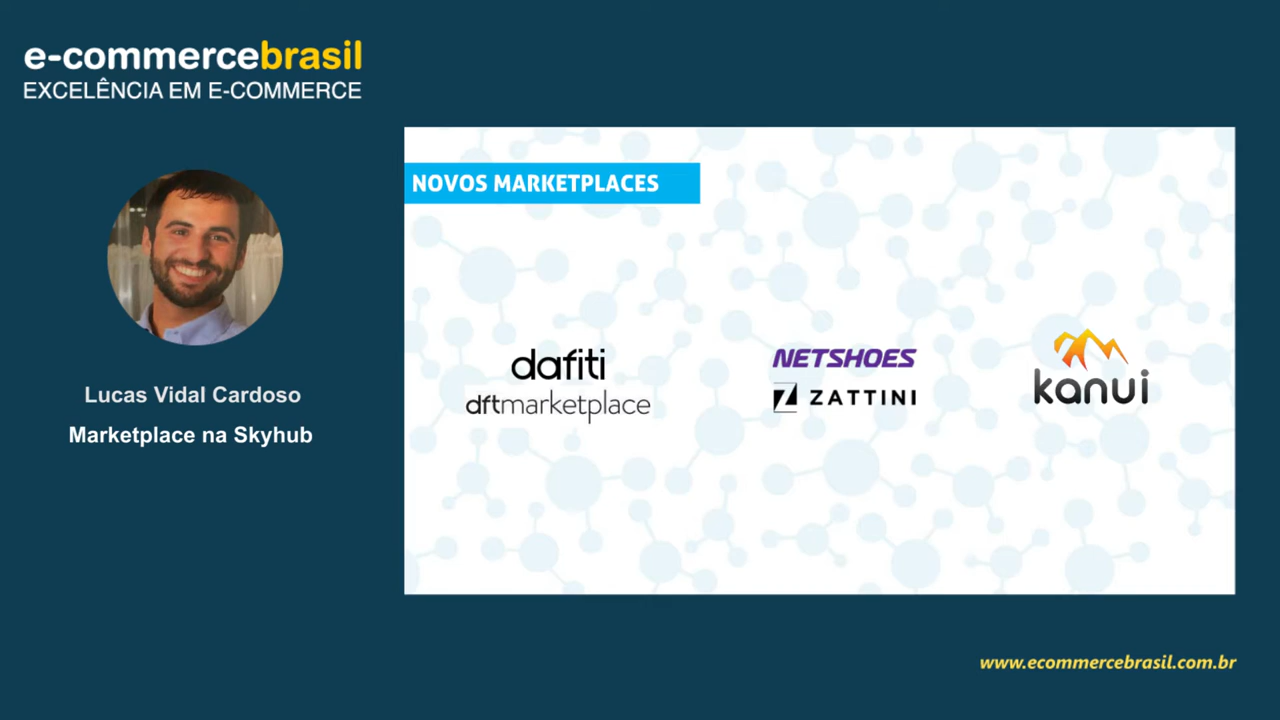 e-commercebrasil
EXCELÊNCIA EM E-COMMERCE
Lucas Vidal Cardoso
Marketplace na Skyhub
NOVOS MARKETPLACES
dafiti
dftmarketplace
NETSHOES
ZATTINI
kanui
www.ecommercebrasil.com.br